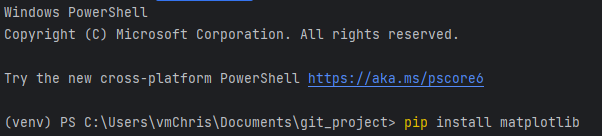 Windows PowerShell
Copyright (C) Microsoft Corporation. All rights reserved.
Try the new cross-platform PowerShell https://aka.ms/pscore6
(venv) PS C:\Users\vmChris\Documents\git_project> pip install matplotlib